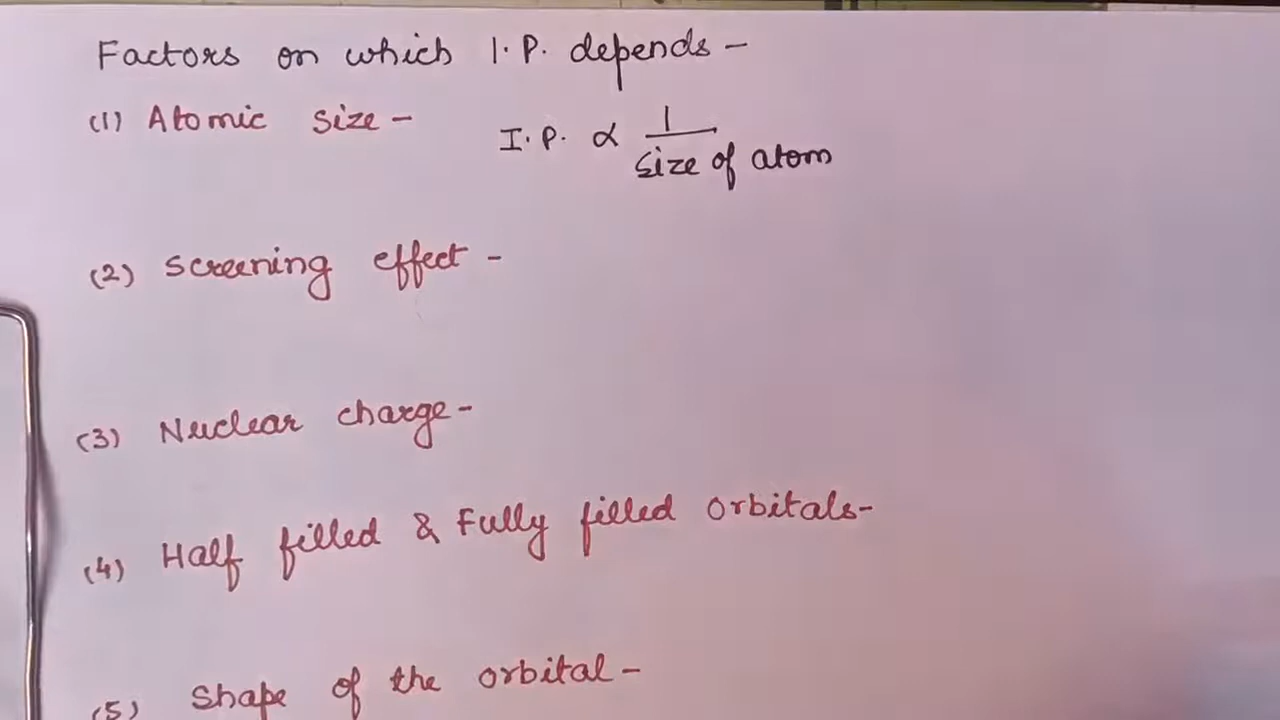 Factors on which I.P. depends -
(1) Atomic size - I.P. ∝ 1/size of atom
(2) Screening effect -
(3) Nuclear charge -
(4) Half filled & Fully filled orbitals -
(5) Shape of the orbital -